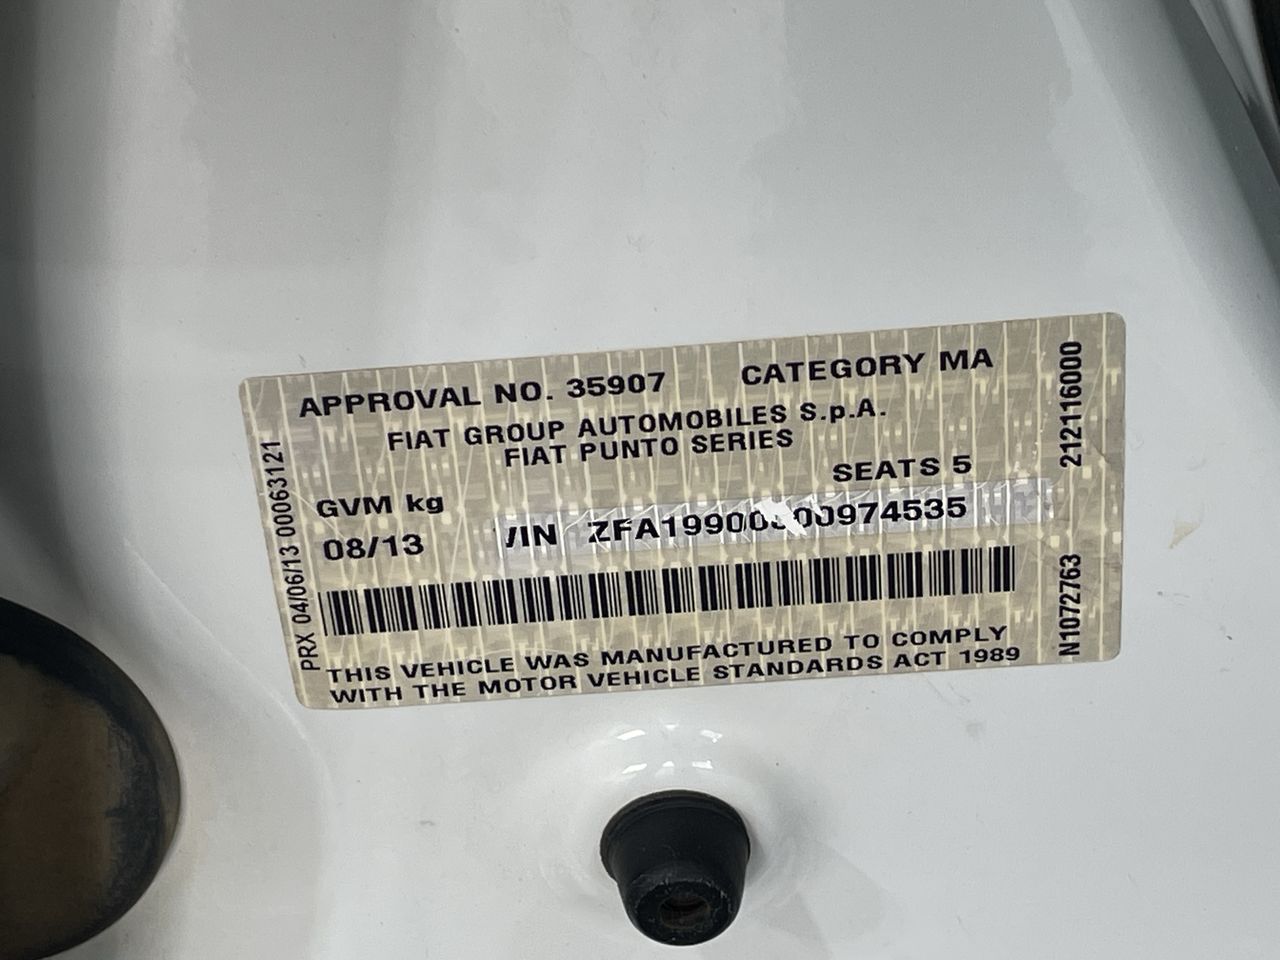 APPROVAL NO. 35907 CATEGORY MA
FIAT GROUP AUTOMOBILES S.p.A.
FIAT PUNTO SERIES
SEATS 5
GVM kg
08/13
/IN
THIS VEHICLE WAS MANUFACTURED TO COMPLY
WITH THE MOTOR VEHICLE STANDARDS ACT 1989
PRX 04/06/13 00063121
212116000
N1072763